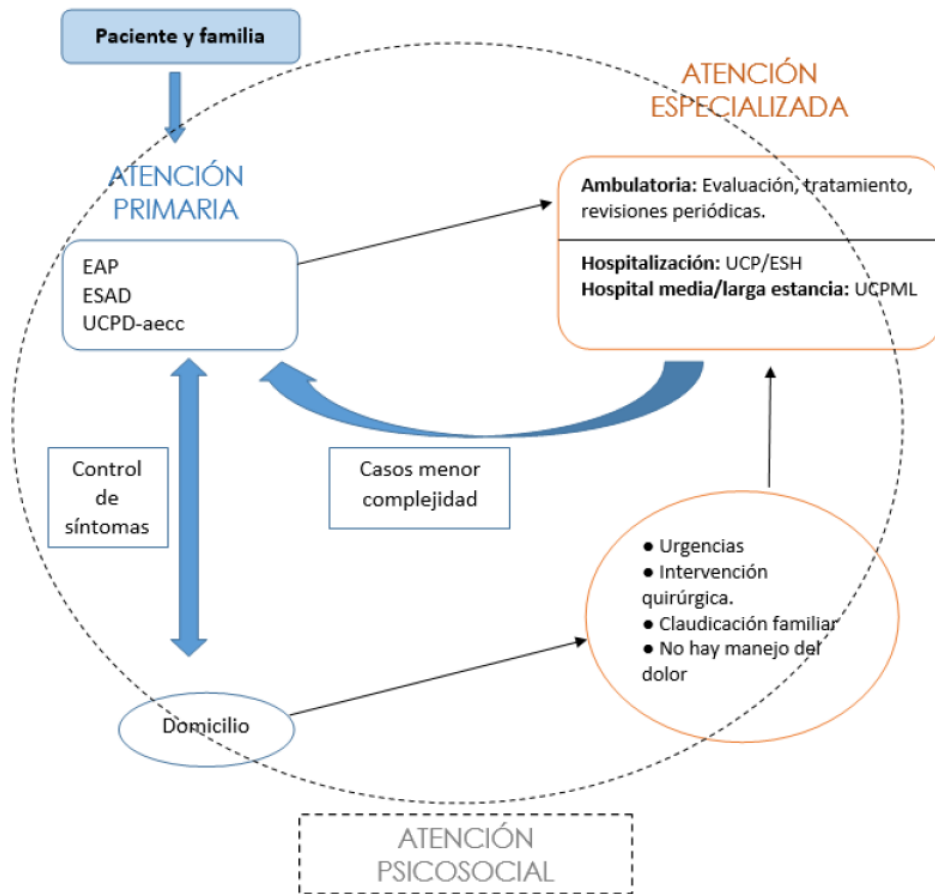 Paciente y familia
ATENCIÓN
ESPECIALIZADA
ATENCIÓN
PRIMARIA
Ambulatoria: Evaluación, tratamiento,
revisiones periódicas.
Hospitalización: UCP/ESH
Hospital media/larga estancia: UCPML
EAP
ESAD
UCPD-aecc
Control
de
síntomas
Casos menor
complejidad
● Urgencias
● Intervención
quirúrgica.
● Claudicación familiar
● No hay manejo del
dolor
Domicilio
ATENCIÓN
PSICOSOCIAL